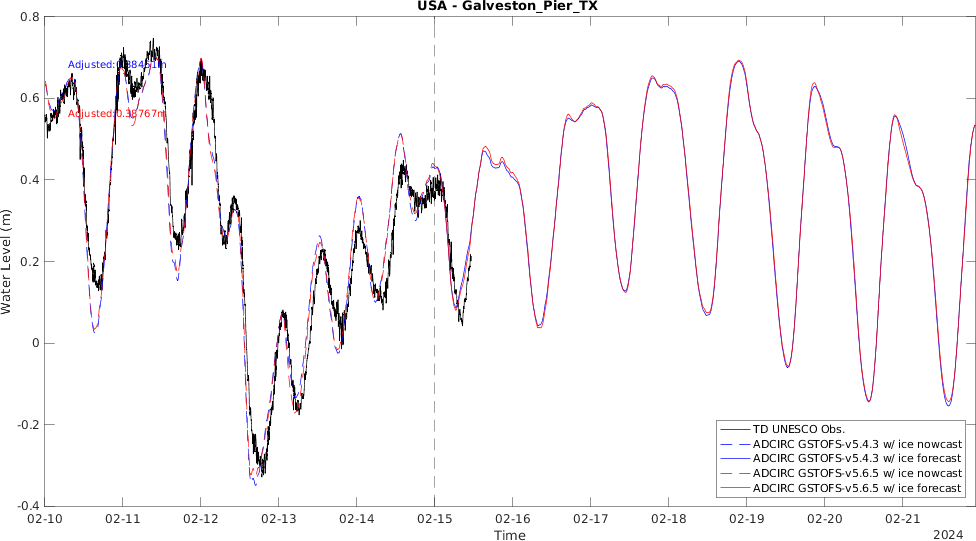 USA - Galveston_Pier_TX
0.8
0.6
0.4
0.2
0
-0.2
-0.4
Water Level (m)
Adjusted:0.38767m
TD UNESCO Obs.
ADCIRC GSTOFS-v5.4.3 w/ ice nowcast
ADCIRC GSTOFS-v5.4.3 w/ ice forecast
ADCIRC GSTOFS-v5.6.5 w/ ice nowcast
ADCIRC GSTOFS-v5.6.5 w/ ice forecast
02-10 02-11 02-12 02-13 02-14 02-15 02-16 02-17 02-18 02-19 02-20 02-21
Time
2024